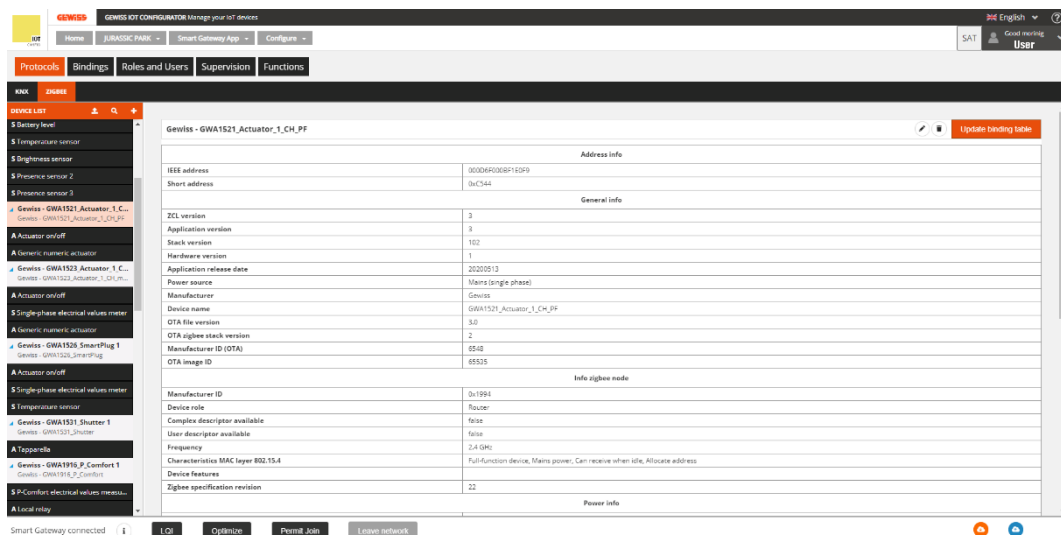 GEWISS GEWISS IOT CONFIGURATOR Manage your IoT devices English
IOT
Home JURASSIC PARK Smart Gateway App Configure SAT Good merinig
User
Protocols Bindings Roles and Users Supervision Functions
KNX ZIGBEE
DEVICE LIST
S Battery level
S Temperature sensor
S Brightness sensor
S Presence sensor 2
S Presence sensor 3
Gewiss - GWA1521_Actuator_1_C...
Gewiss - GWA1521_Actuator_1_CH_PF
A Actuator on/off
A Generic numeric actuator
Gewiss - GWA1523_Actuator_1_C...
Gewiss - GWA1523_Actuator_1_CH_m...
A Actuator on/off
S Single-phase electrical values meter
A Generic numeric actuator
Gewiss - GWA1526_SmartPlug 1
Gewiss - GWA1526_SmartPlug
A Actuator on/off
S Single-phase electrical values meter
S Temperature sensor
Gewiss - GWA1531_Shutter 1
Gewiss - GWA1531_Shutter
A Tapparella
Gewiss - GWA1916_P_Comfort 1
Gewiss - GWA1916_P_Comfort
S P-Comfort electrical values measu...
A Local relay
Gewiss - GWA1521_Actuator_1_CH_PF Update binding table
Address info
IEEE address 000D6F000BF1E0F9
Short address 0xC544
General info
ZCL version 3
Application version 3
Stack version 102
Hardware version 1
Application release date 20200513
Power source Mains (single phase)
Manufacturer Gewiss
Device name GWA1521_Actuator_1_CH_PF
OTA file version 3.0
OTA zigbee stack version 2
Manufacturer ID (OTA) 6548
OTA image ID 65535
Info zigbee node
Manufacturer ID 0x1994
Device role Router
Complex descriptor available false
User descriptor available false
Frequency 2.4 GHz
Characteristics MAC layer 802.15.4 Full-function device, Mains power, Can receive when idle, Allocate address
Device features
Zigbee specification revision 22
Power info
Smart Gateway connected i LQI Optimize Permit Join Leave network